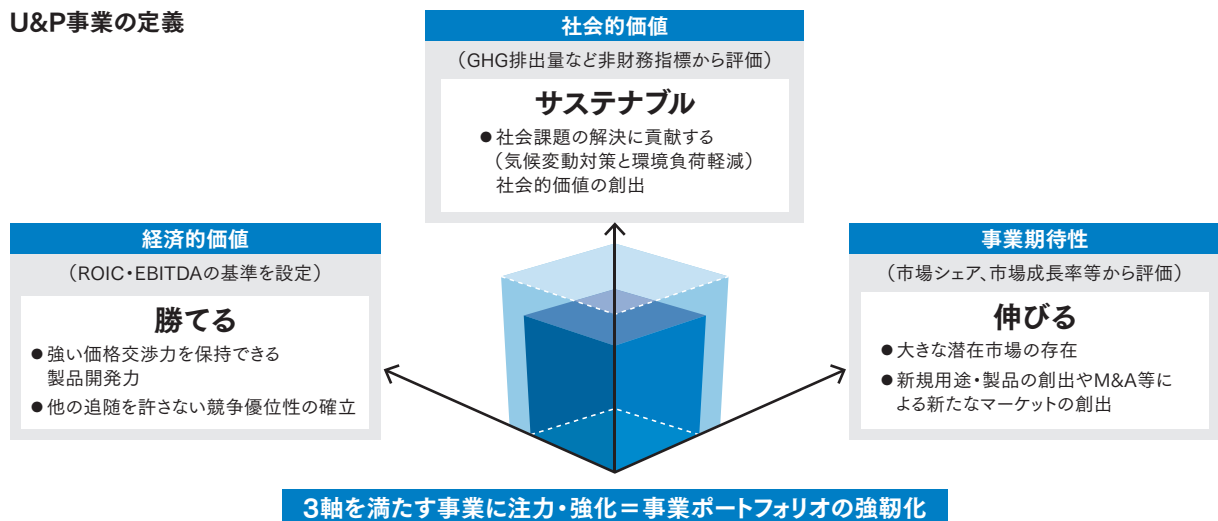 U&P事業の定義
社会的価値
（GHG排出量など非財務指標から評価）
サステナブル
●社会課題の解決に貢献する
（気候変動対策と環境負荷軽減）
社会的価値の創出
経済的価値
（ROIC・EBITDAの基準を設定）
勝てる
●強い価格交渉力を保持できる
製品開発力
●他の追随を許さない競争優位性の確立
事業期待性
（市場シェア、市場成長率等から評価）
伸びる
●大きな潜在市場の存在
●新規用途・製品の創出やM&A等に
よる新たなマーケットの創出
3軸を満たす事業に注力・強化＝事業ポートフォリオの強靭化